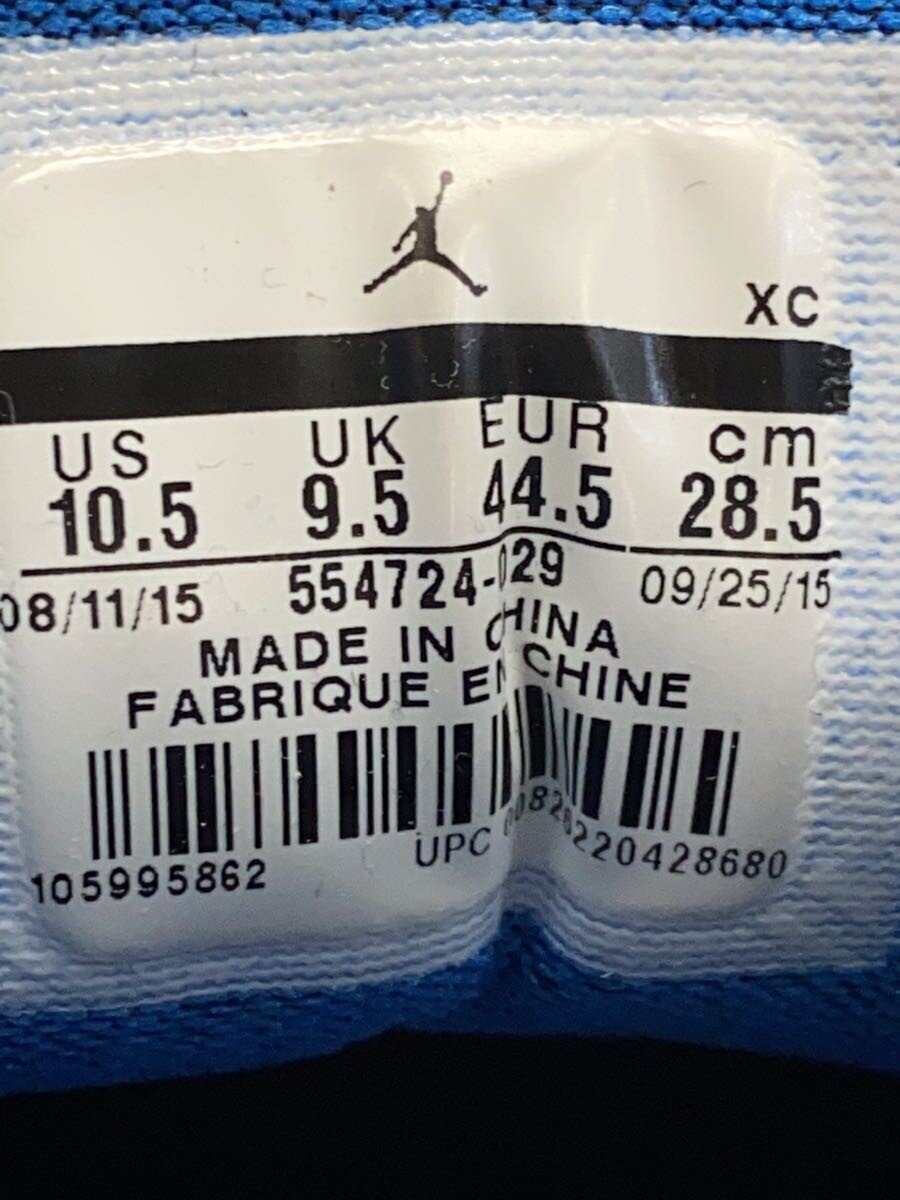 XC
US UK EUR cm
10.5 9.5 44.5 28.5
08/11/15 554724-029 09/25/15
MADE IN CHINA
FABRIQUE EN CHINE
105995862 UPC 00826220428680